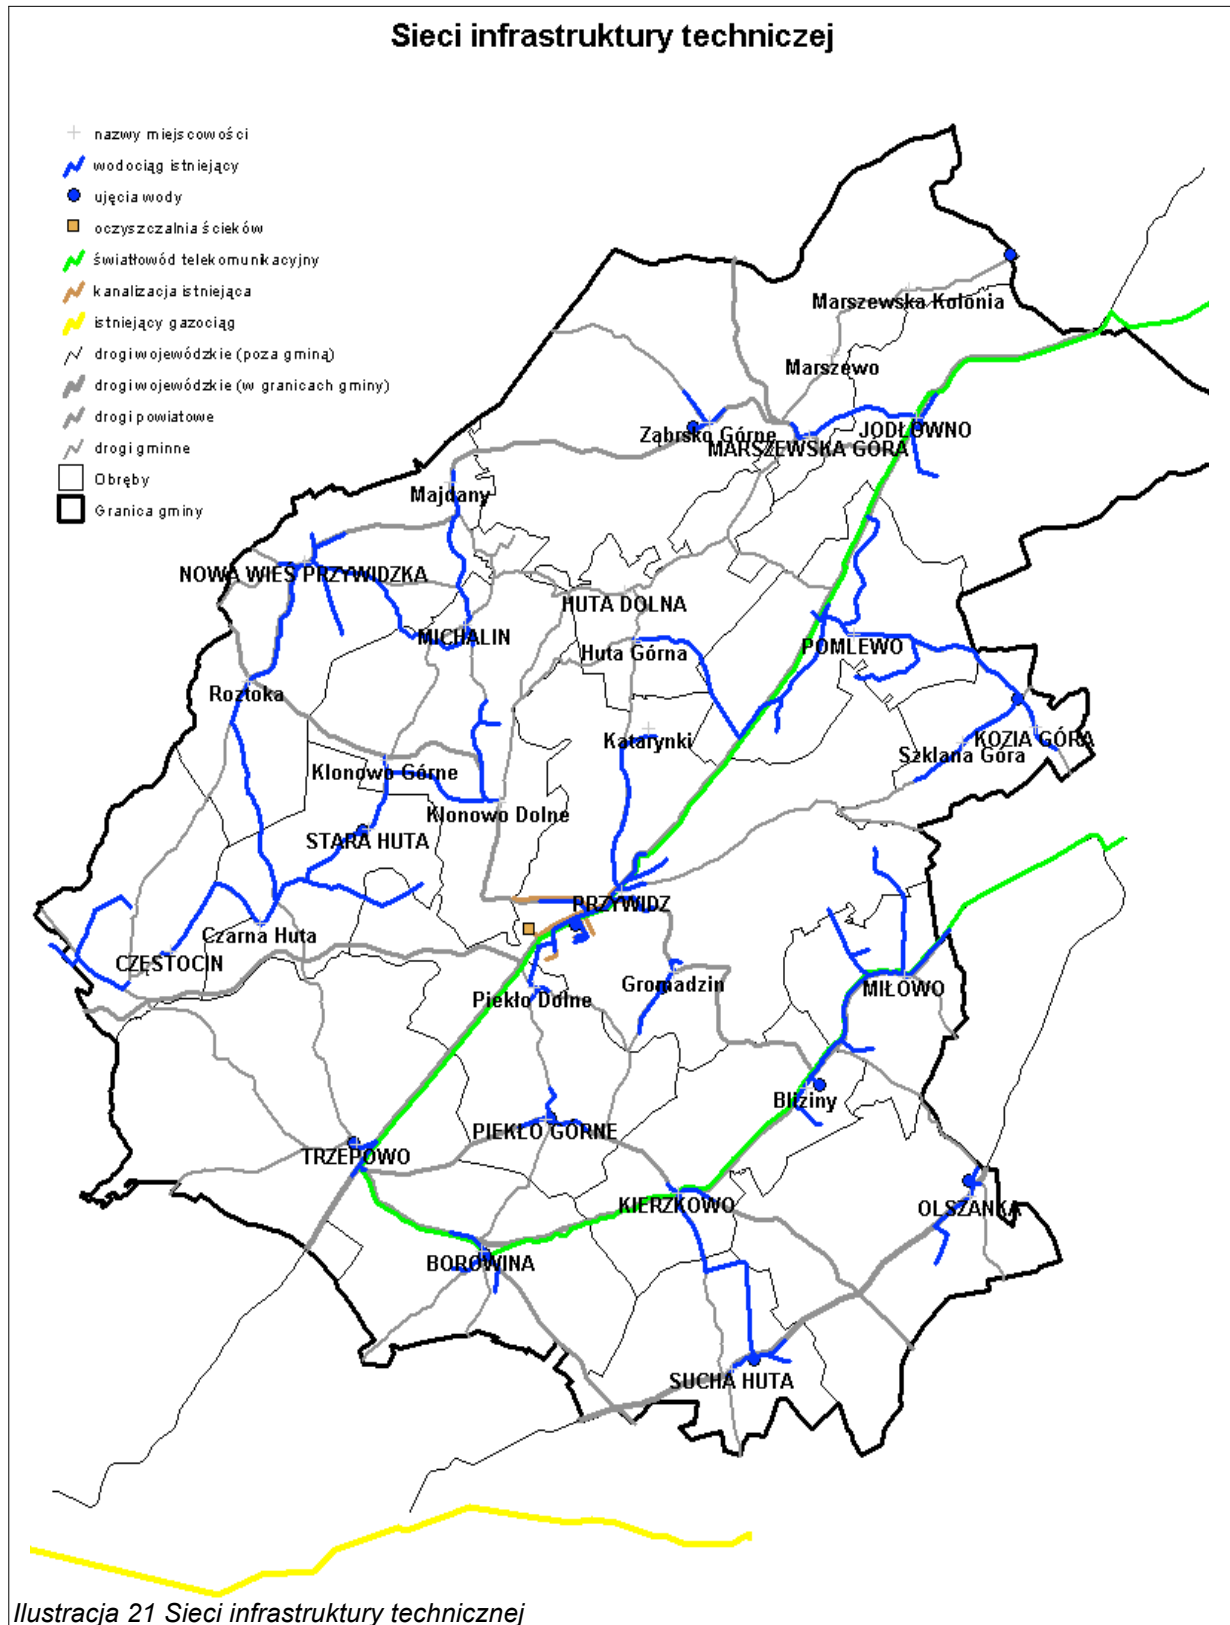 Sieci infrastruktury techniczej
nazwy miejscowości
wodociąg istniejący
ujęcia wody
oczyszczalnia ścieków
światłowód telekomunikacyjny
kanalizacja istniejąca
istniejący gazociąg
drogi wojewódzkie (poza gminą)
drogi wojewódzkie (w granicach gminy)
drogi powiatowe
drogi gminne
Obręby
Granica gminy
Marszewska Kolonia
Marszewo
Ząbrsko Górne
JODŁOWNO
MARSZEWSKA GÓRA
Majdany
NOWA WIEŚ PRZYWIDZKA
HUTA DOLNA
MICHALIN
Huta Górna
POMLEWO
Roztoka
Katarynki
KOZIA GÓRA
Szklana Góra
Klonowo Górne
Klonowo Dolne
STARA HUTA
PRZYWIDZ
Czarna Huta
CZĘSTOCIN
Piekło Dolne
Gromadzin
MIŁOWO
Bliziny
PIEKŁO GÓRNE
TRZEPOWO
KIERZKOWO
OLSZANKA
BOROWINA
SUCHA HUTA
Ilustracja 21 Sieci infrastruktury technicznej